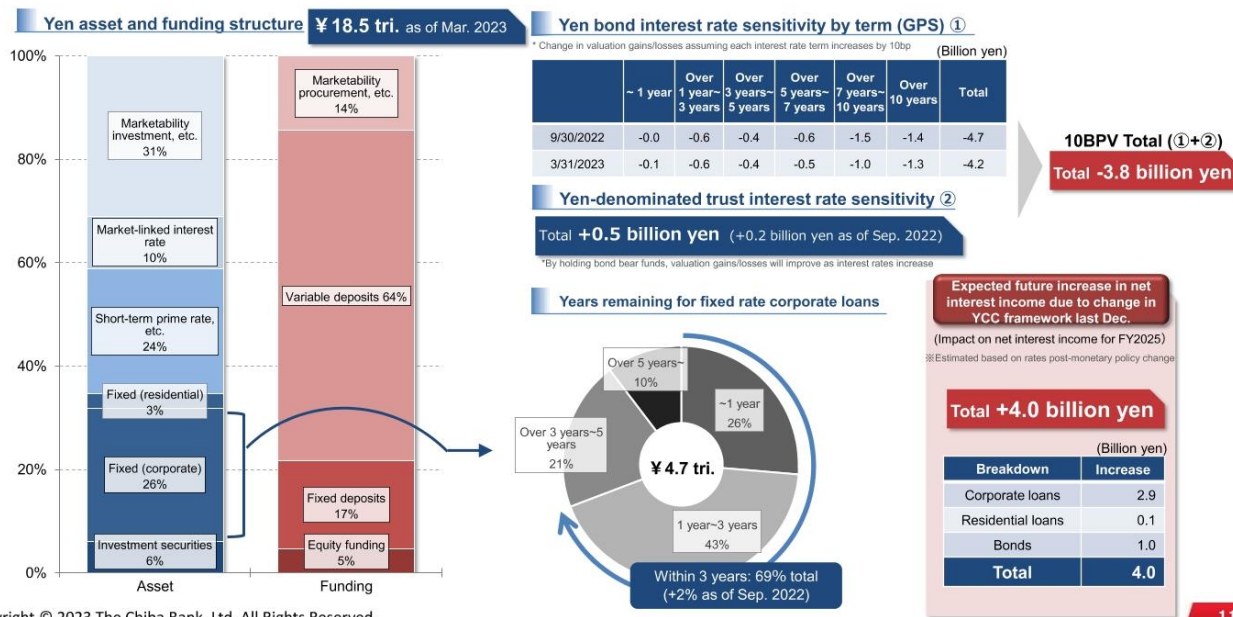 Yen asset and funding structure
¥ 18.5 tri. as of Mar. 2023
100%
80%
60%
40%
20%
0%
Marketability
investment, etc.
31%
Market-linked interest
rate
10%
Short-term prime rate,
etc.
24%
Fixed (residential)
3%
Fixed (corporate)
26%
Investment securities
6%
Asset
Marketability
procurement, etc.
14%
Variable deposits 64%
Fixed deposits
17%
Equity funding
5%
Funding
Yen bond interest rate sensitivity by term (GPS) ①
* Change in valuation gains/losses assuming each interest rate term increases by 10bp
(Billion yen)
~ 1 year
Over
1 year~
3 years
Over
3 years~
5 years
Over
5 years~
7 years
Over
7 years~
10 years
Over
10 years
Total
9/30/2022 -0.0 -0.6 -0.4 -0.6 -1.5 -1.4 -4.7
3/31/2023 -0.1 -0.6 -0.4 -0.5 -1.0 -1.3 -4.2
10BPV Total (①+②)
Total -3.8 billion yen
Yen-denominated trust interest rate sensitivity ②
Total +0.5 billion yen (+0.2 billion yen as of Sep. 2022)
*By holding bond bear funds, valuation gains/losses will improve as interest rates increase
Years remaining for fixed rate corporate loans
Over 5 years~
10%
~1 year
26%
Over 3 years~5
years
21%
¥ 4.7 tri.
1 year~3 years
43%
Within 3 years: 69% total
(+2% as of Sep. 2022)
Expected future increase in net
interest income due to change in
YCC framework last Dec.
(Impact on net interest income for FY2025)
※Estimated based on rates post-monetary policy change
Total +4.0 billion yen
(Billion yen)
Breakdown Increase
Corporate loans 2.9
Residential loans 0.1
Bonds 1.0
Total 4.0
11